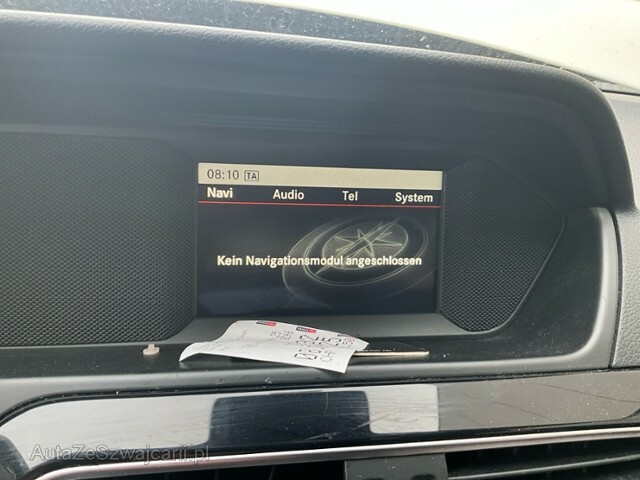 08:10 TA
Navi Audio Tel System
Kein Navigationsmodul angeschlossen
AutaZeSzwajcarii.pl